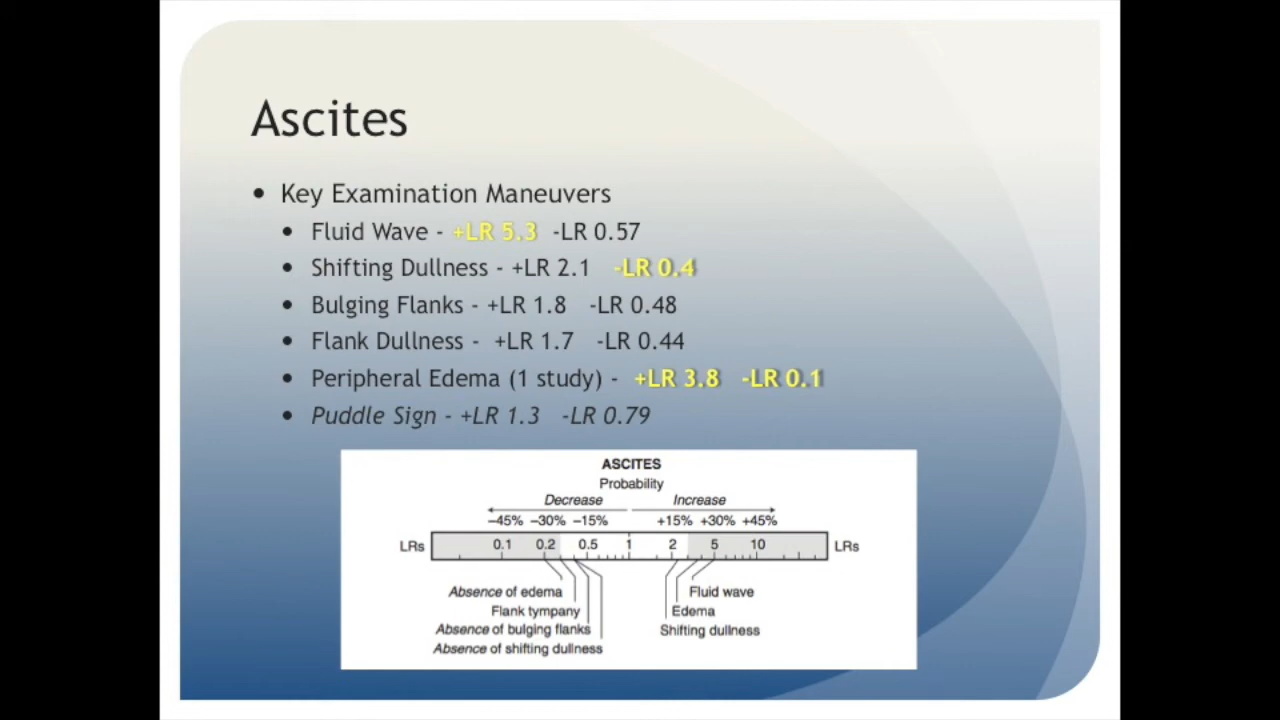 Ascites
• Key Examination Maneuvers
• Fluid Wave - +LR 5.3 -LR 0.57
• Shifting Dullness - +LR 2.1 -LR 0.4
• Bulging Flanks - +LR 1.8 -LR 0.48
• Flank Dullness - +LR 1.7 -LR 0.44
• Peripheral Edema (1 study) - +LR 3.8 -LR 0.1
• Puddle Sign - +LR 1.3 -LR 0.79
ASCITES
Probability
Decrease Increase
–45% –30% –15% +15% +30% +45%
LRs 0.1 0.2 0.5 1 2 5 10 LRs
Absence of edema Fluid wave
Flank tympany Edema
Absence of bulging flanks Shifting dullness
Absence of shifting dullness